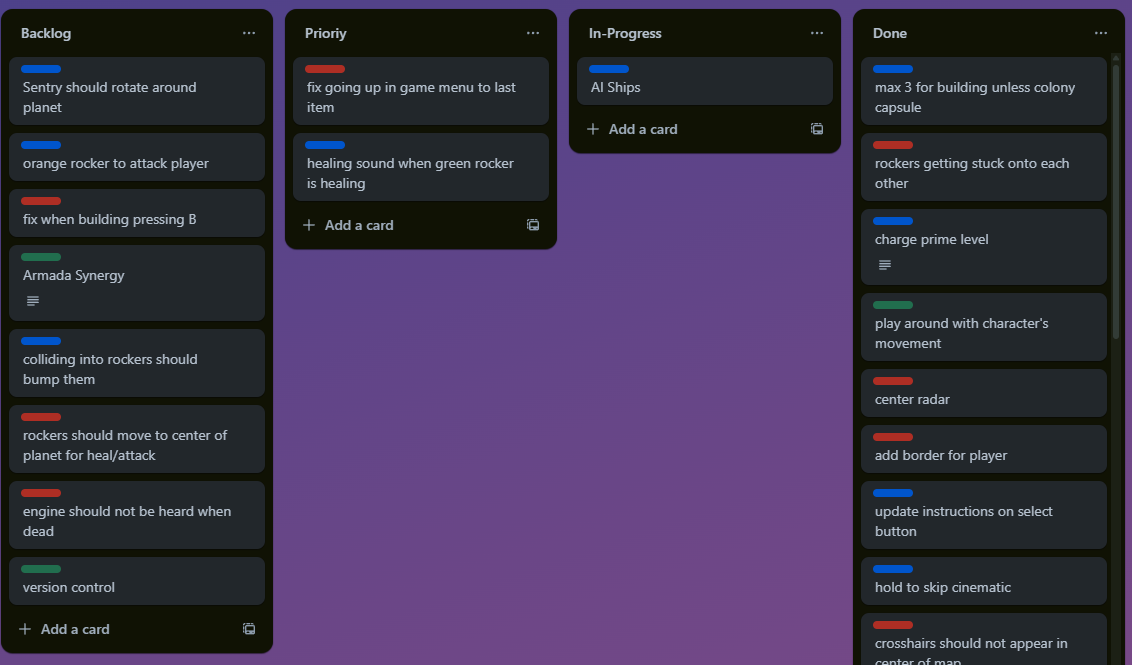 Backlog
Sentry should rotate around
planet
orange rocker to attack player
fix when building pressing B
Armada Synergy
colliding into rockers should
bump them
rockers should move to center of
planet for heal/attack
engine should not be heard when
dead
version control
Add a card
Prioriy
fix going up in game menu to last
item
healing sound when green rocker
is healing
Add a card
In-Progress
AI Ships
Add a card
Done
max 3 for building unless colony
capsule
rockers getting stuck onto each
other
charge prime level
play around with character's
movement
center radar
add border for player
update instructions on select
button
hold to skip cinematic
crosshairs should not appear in
center of map